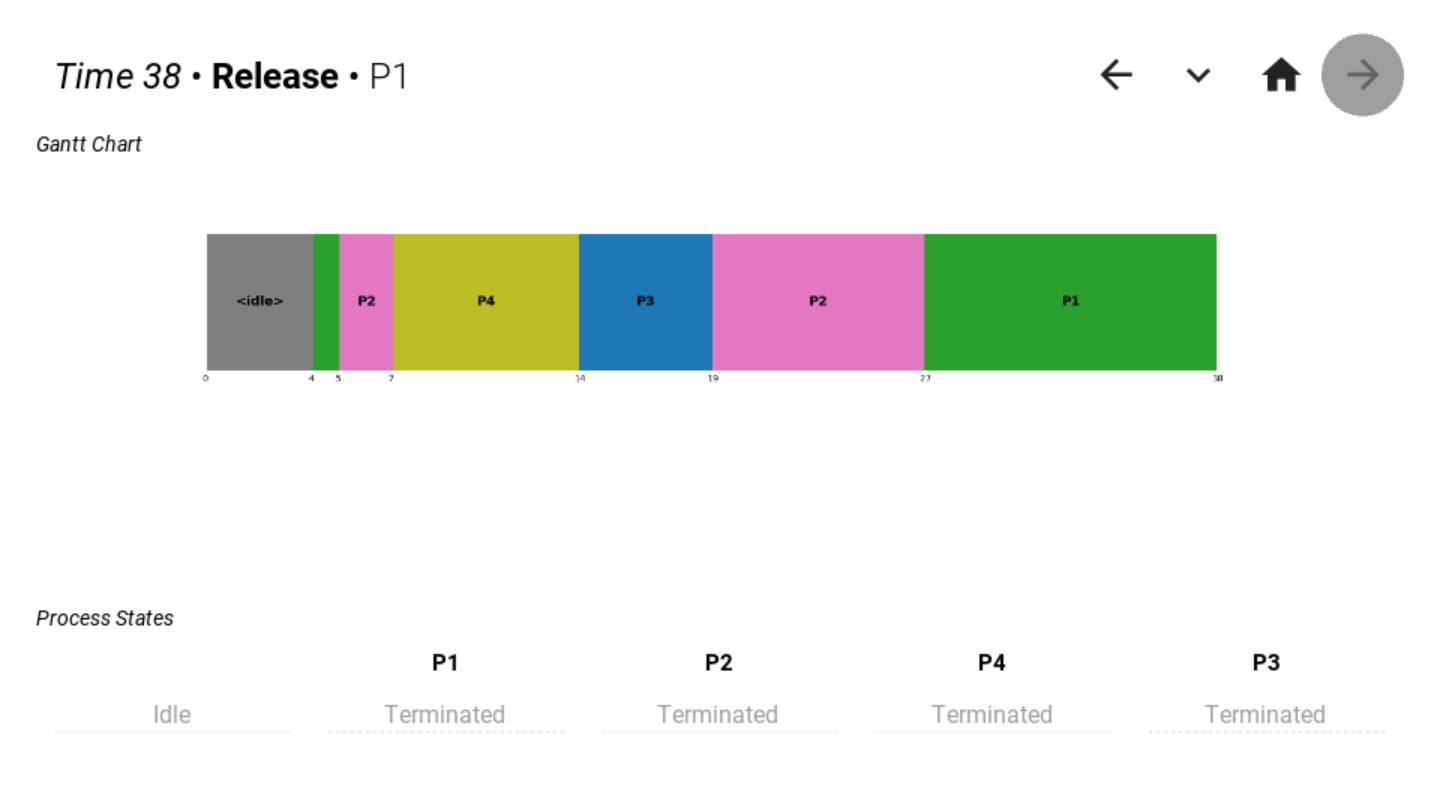 Time 38 • Release • P1
Gantt Chart
<idle> P2 P4 P3 P2 P1
0 4 5 7 14 19 27 38
Process States
P1 P2 P4 P3
Idle Terminated Terminated Terminated Terminated